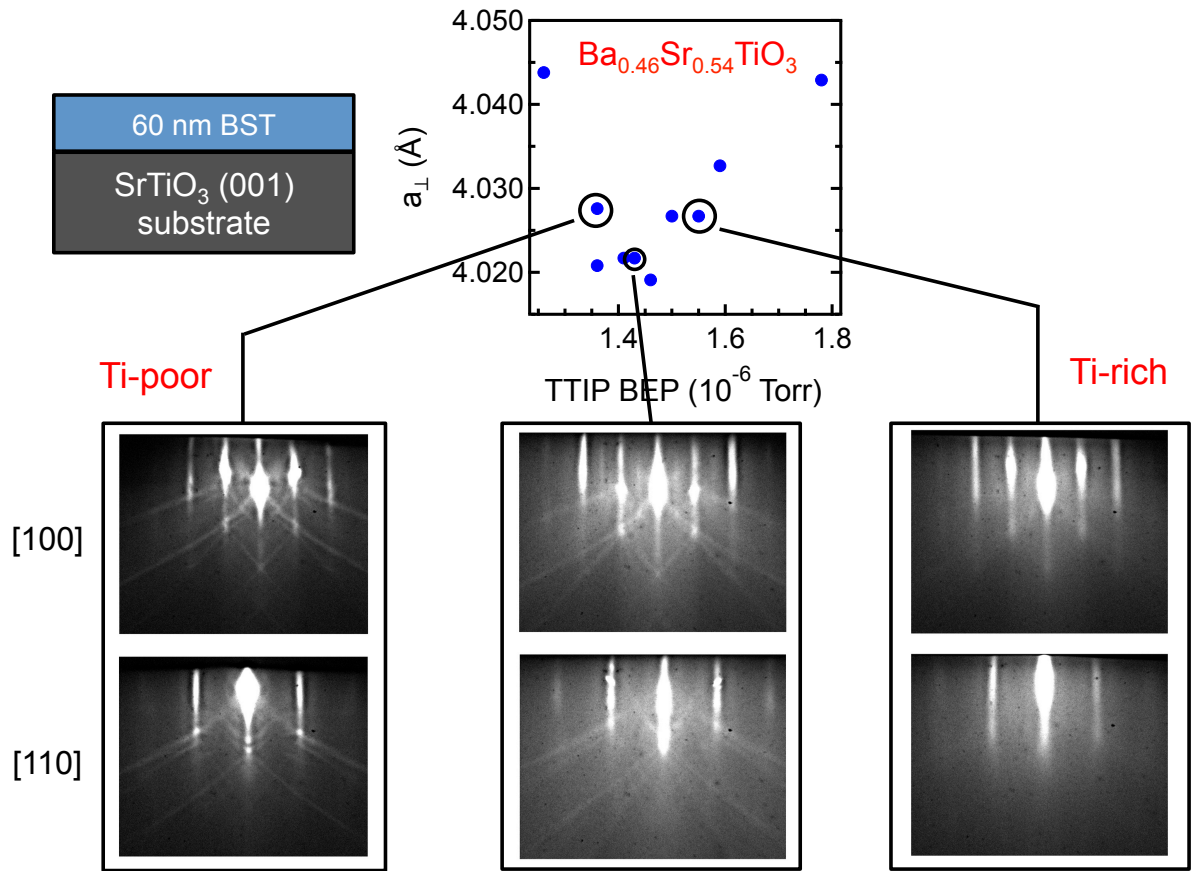 4.050
4.040
4.030
4.020
a⊥ (Å)
Ba0.46Sr0.54TiO3
1.4
1.6
1.8
TTIP BEP (10-6 Torr)
60 nm BST
SrTiO3 (001)
substrate
Ti-poor
Ti-rich
[100]
[110]